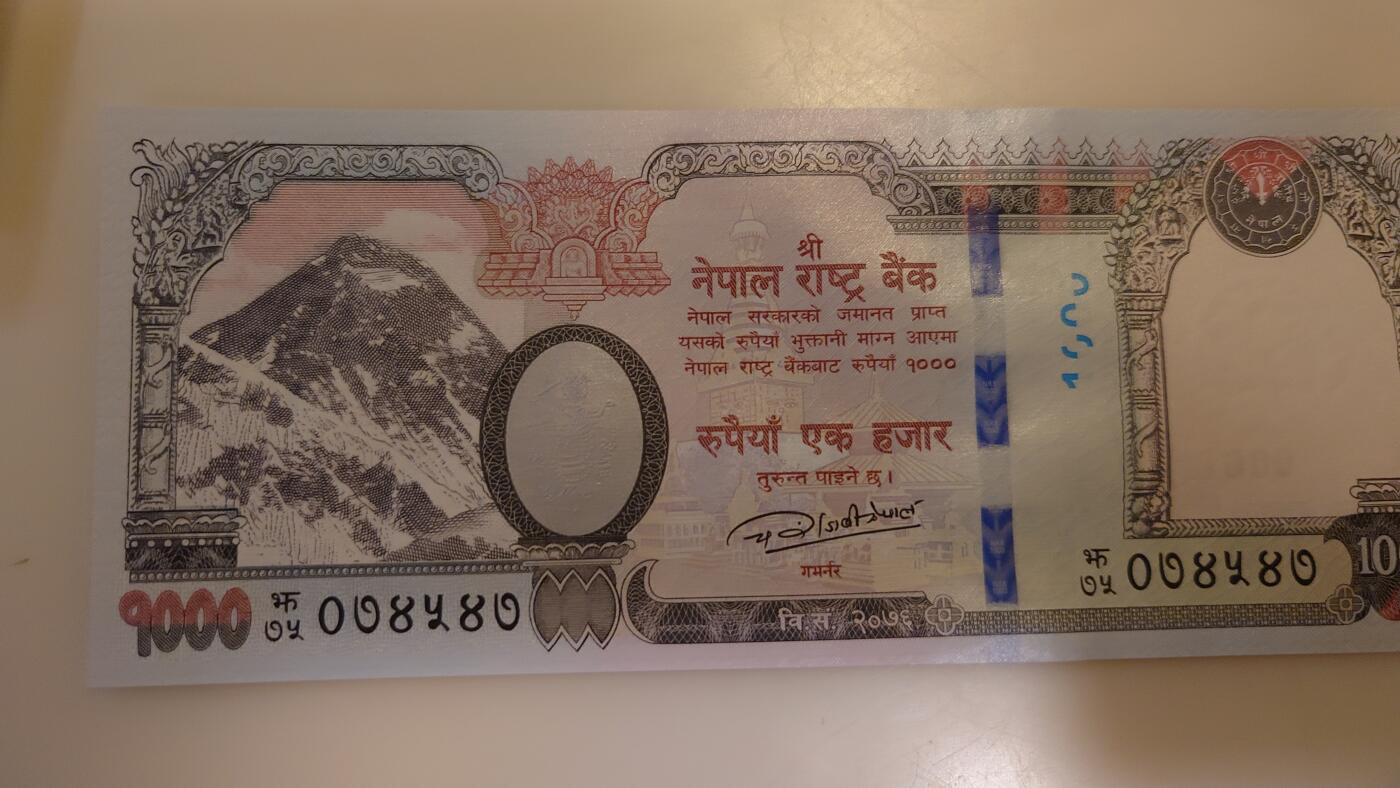 श्री
नेपाल राष्ट्र बैंक
नेपाल सरकारको जमानत प्राप्त
यसको रुपैयाँ भुक्तानी माग्न आएमा
नेपाल राष्ट्र बैंकबाट रुपैयाँ १०००
रुपैयाँ एक हजार
तुरुन्त पाइने छ।
गभर्नर
वि.सं. २०७६
१०००
झ
७५ ०७४५४७
झ
७५ ०७४५४७
10